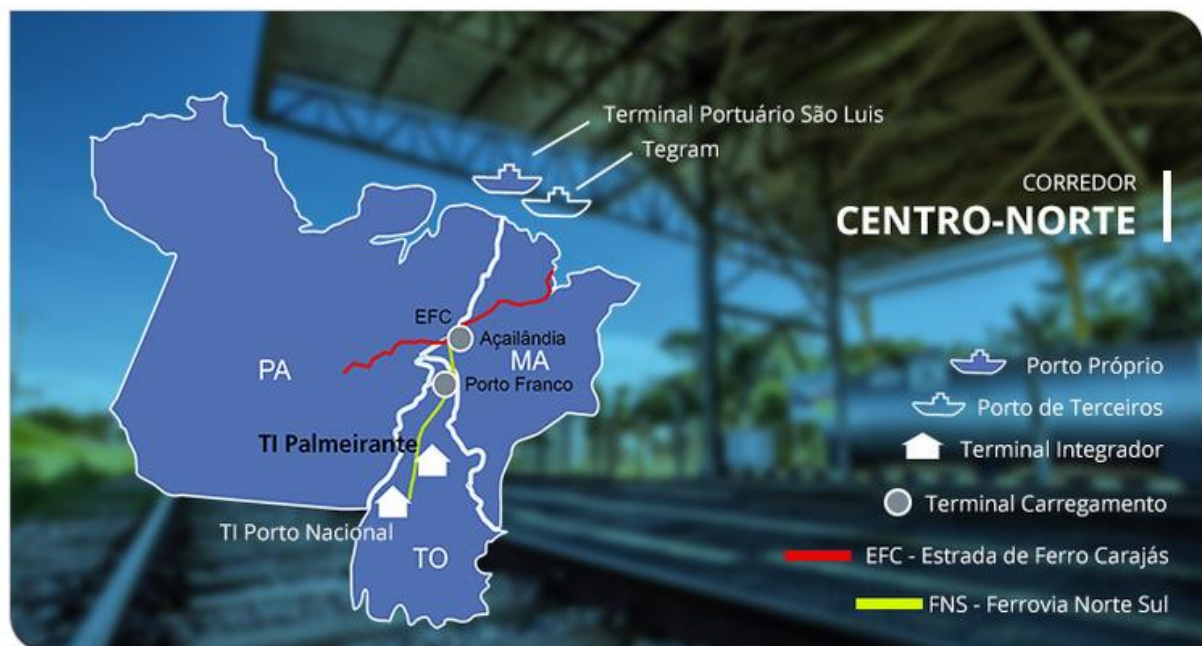 Terminal Portuário São Luis
Tegram
CORREDOR
CENTRO-NORTE
EFC
Açailândia
PA
MA
Porto Franco
TI Palmeirante
TI Porto Nacional
TO
Porto Próprio
Porto de Terceiros
Terminal Integrador
Terminal Carregamento
EFC - Estrada de Ferro Carajás
FNS - Ferrovia Norte Sul